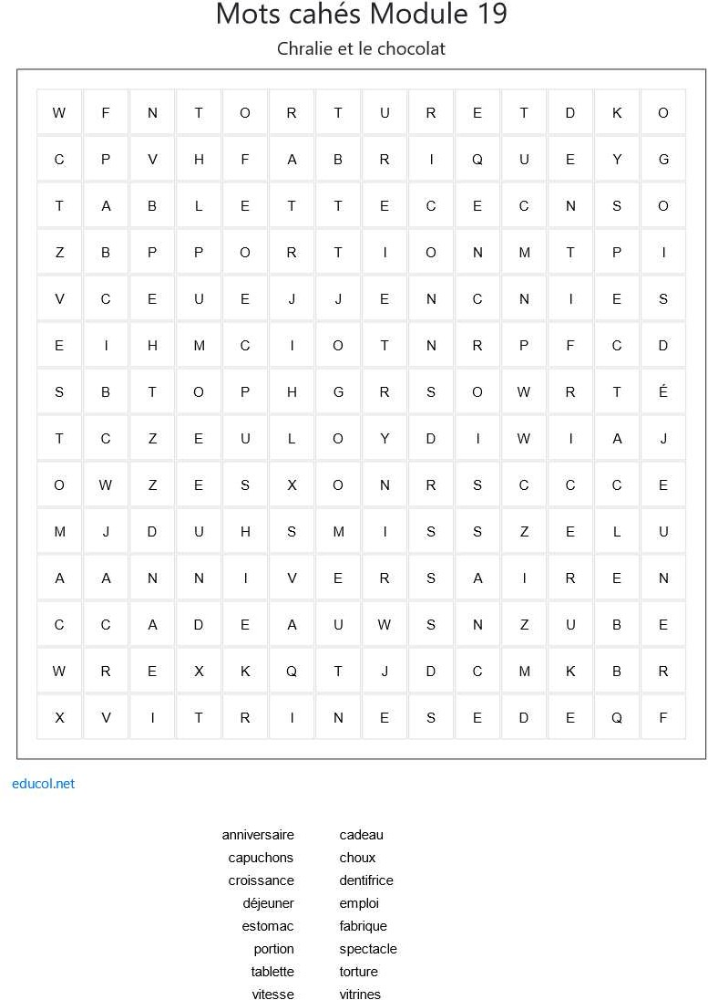 Mots cahés Module 19
Chralie et le chocolat
W F N T O R T U R E T D K O
C P V H F A B R I Q U E Y G
T A B L E T T E C E C N S O
Z B P P O R T I O N M T P I
V C E U E J J E N C N I E S
E I H M C I O T N R P F C D
S B T O P H G R S O W R T É
T C Z E U L O Y D I W I A J
O W Z E S X O N R S C C C E
M J D U H S M I S S Z E L U
A A N N I V E R S A I R E N
C C A D E A U W S N Z U B E
W R E X K Q T J D C M K B R
X V I T R I N E S E D E Q F
educol.net
anniversaire cadeau
capuchons choux
croissance dentifrice
déjeuner emploi
estomac fabrique
portion spectacle
tablette torture
vitesse vitrines